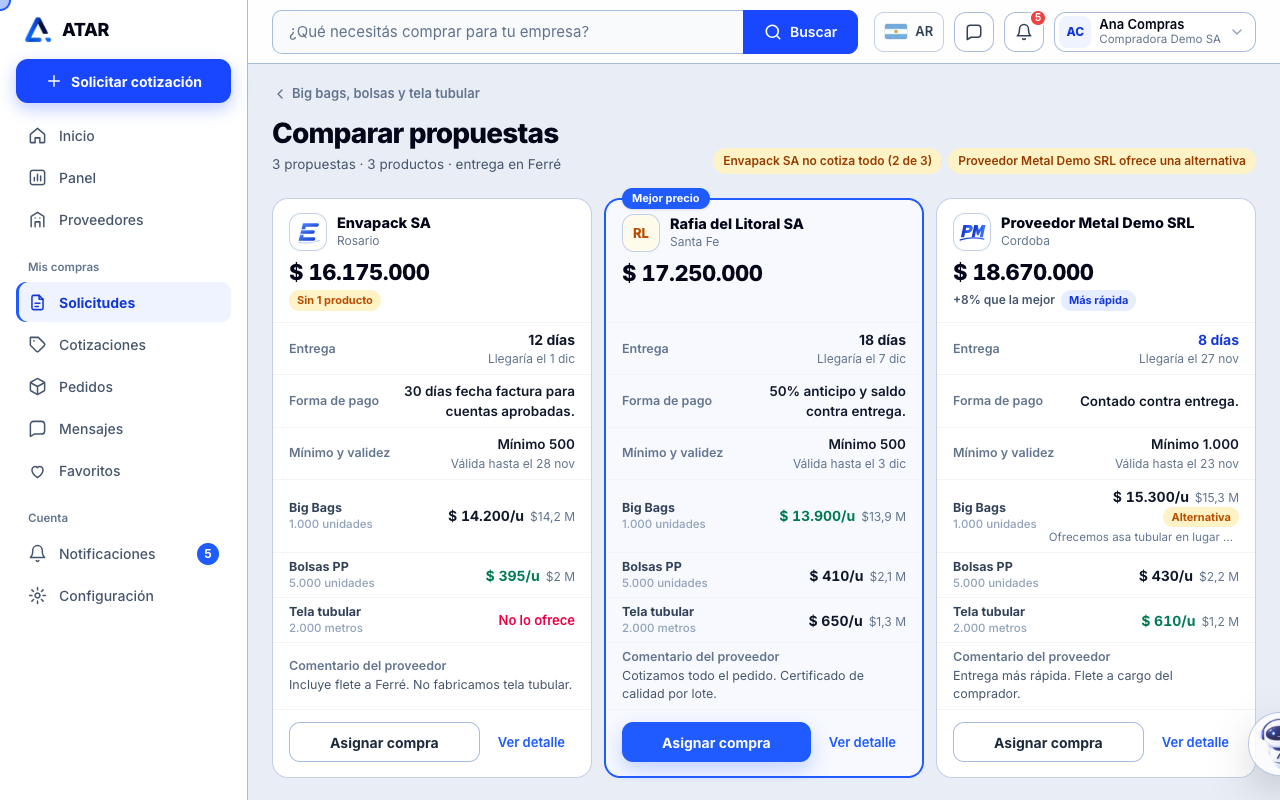 ATAR
¿Qué necesitás comprar para tu empresa?
Buscar
AR
5
AC
Ana Compras
Compradora Demo SA
Solicitar cotización
Inicio
Panel
Proveedores
Mis compras
Solicitudes
Cotizaciones
Pedidos
Mensajes
Favoritos
Cuenta
Notificaciones 5
Configuración
Big bags, bolsas y tela tubular
Comparar propuestas
3 propuestas · 3 productos · entrega en Ferré
Envapack SA no cotiza todo (2 de 3)
Proveedor Metal Demo SRL ofrece una alternativa
E
Envapack SA
Rosario
$ 16.175.000
Sin 1 producto
Entrega
12 días
Llegaría el 1 dic
Forma de pago
30 días fecha factura para
cuentas aprobadas.
Mínimo y validez
Mínimo 500
Válida hasta el 28 nov
Big Bags
1.000 unidades
$ 14.200/u $14,2 M
Bolsas PP
5.000 unidades
$ 395/u $2 M
Tela tubular
2.000 metros
No lo ofrece
Comentario del proveedor
Incluye flete a Ferré. No fabricamos tela tubular.
Asignar compra
Ver detalle
Mejor precio
RL
Rafia del Litoral SA
Santa Fe
$ 17.250.000
Entrega
18 días
Llegaría el 7 dic
Forma de pago
50% anticipo y saldo
contra entrega.
Mínimo y validez
Mínimo 500
Válida hasta el 3 dic
Big Bags
1.000 unidades
$ 13.900/u $13,9 M
Bolsas PP
5.000 unidades
$ 410/u $2,1 M
Tela tubular
2.000 metros
$ 650/u $1,3 M
Comentario del proveedor
Cotizamos todo el pedido. Certificado de
calidad por lote.
Asignar compra
Ver detalle
PM
Proveedor Metal Demo SRL
Cordoba
$ 18.670.000
+8% que la mejor
Más rápida
Entrega
8 días
Llegaría el 27 nov
Forma de pago
Contado contra entrega.
Mínimo y validez
Mínimo 1.000
Válida hasta el 23 nov
Big Bags
1.000 unidades
$ 15.300/u $15,3 M
Alternativa
Ofrecemos asa tubular en lugar ...
Bolsas PP
5.000 unidades
$ 430/u $2,2 M
Tela tubular
2.000 metros
$ 610/u $1,2 M
Comentario del proveedor
Entrega más rápida. Flete a cargo del
comprador.
Asignar compra
Ver detalle